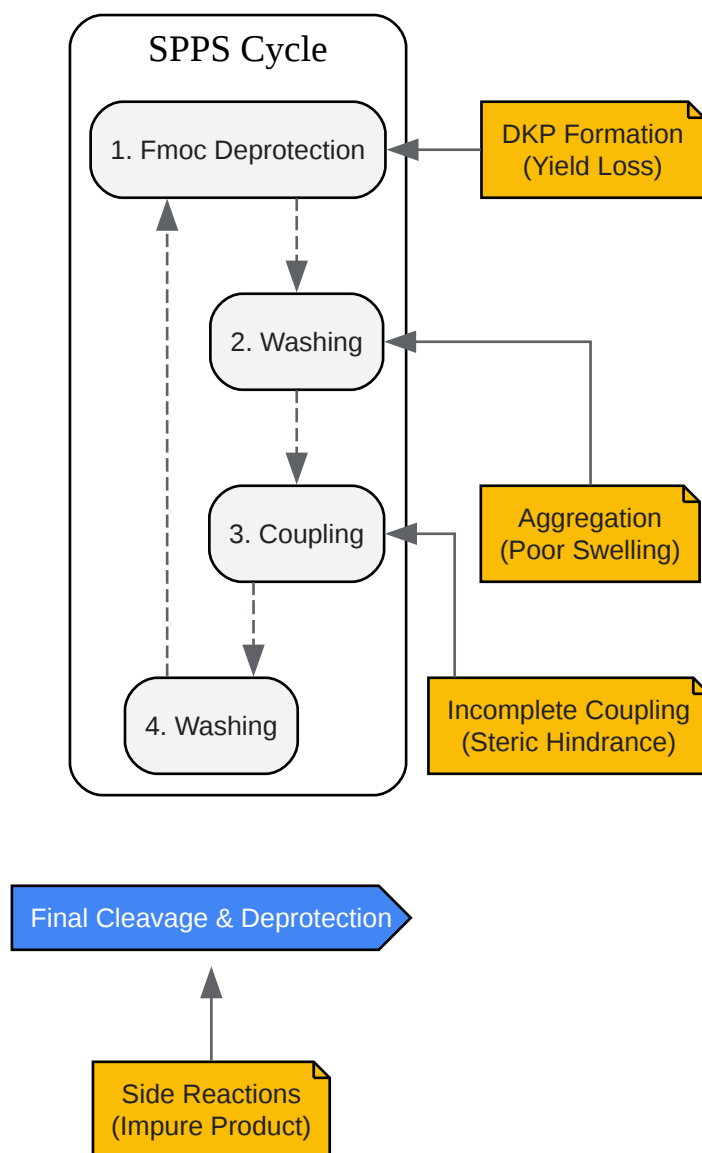 SPPS Cycle
1. Fmoc Deprotection
DKP Formation
(Yield Loss)
2. Washing
3. Coupling
Aggregation
(Poor Swelling)
4. Washing
Incomplete Coupling
(Steric Hindrance)
Final Cleavage & Deprotection
Side Reactions
(Impure Product)